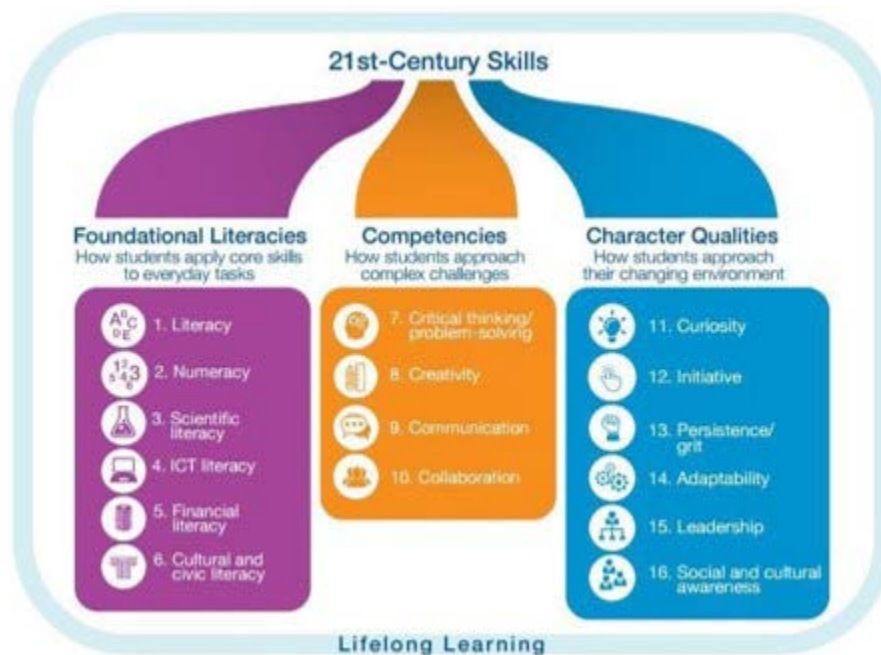 21st-Century Skills
Foundational Literacies
How students apply core skills
to everyday tasks
1. Literacy
2. Numeracy
3. Scientific
literacy
4. ICT literacy
5. Financial
literacy
6. Cultural and
civic literacy
Competencies
How students approach
complex challenges
7. Critical thinking/
problem-solving
8. Creativity
9. Communication
10. Collaboration
Character Qualities
How students approach
their changing environment
11. Curiosity
12. Initiative
13. Persistence/
grit
14. Adaptability
15. Leadership
16. Social and cultural
awareness
Lifelong Learning